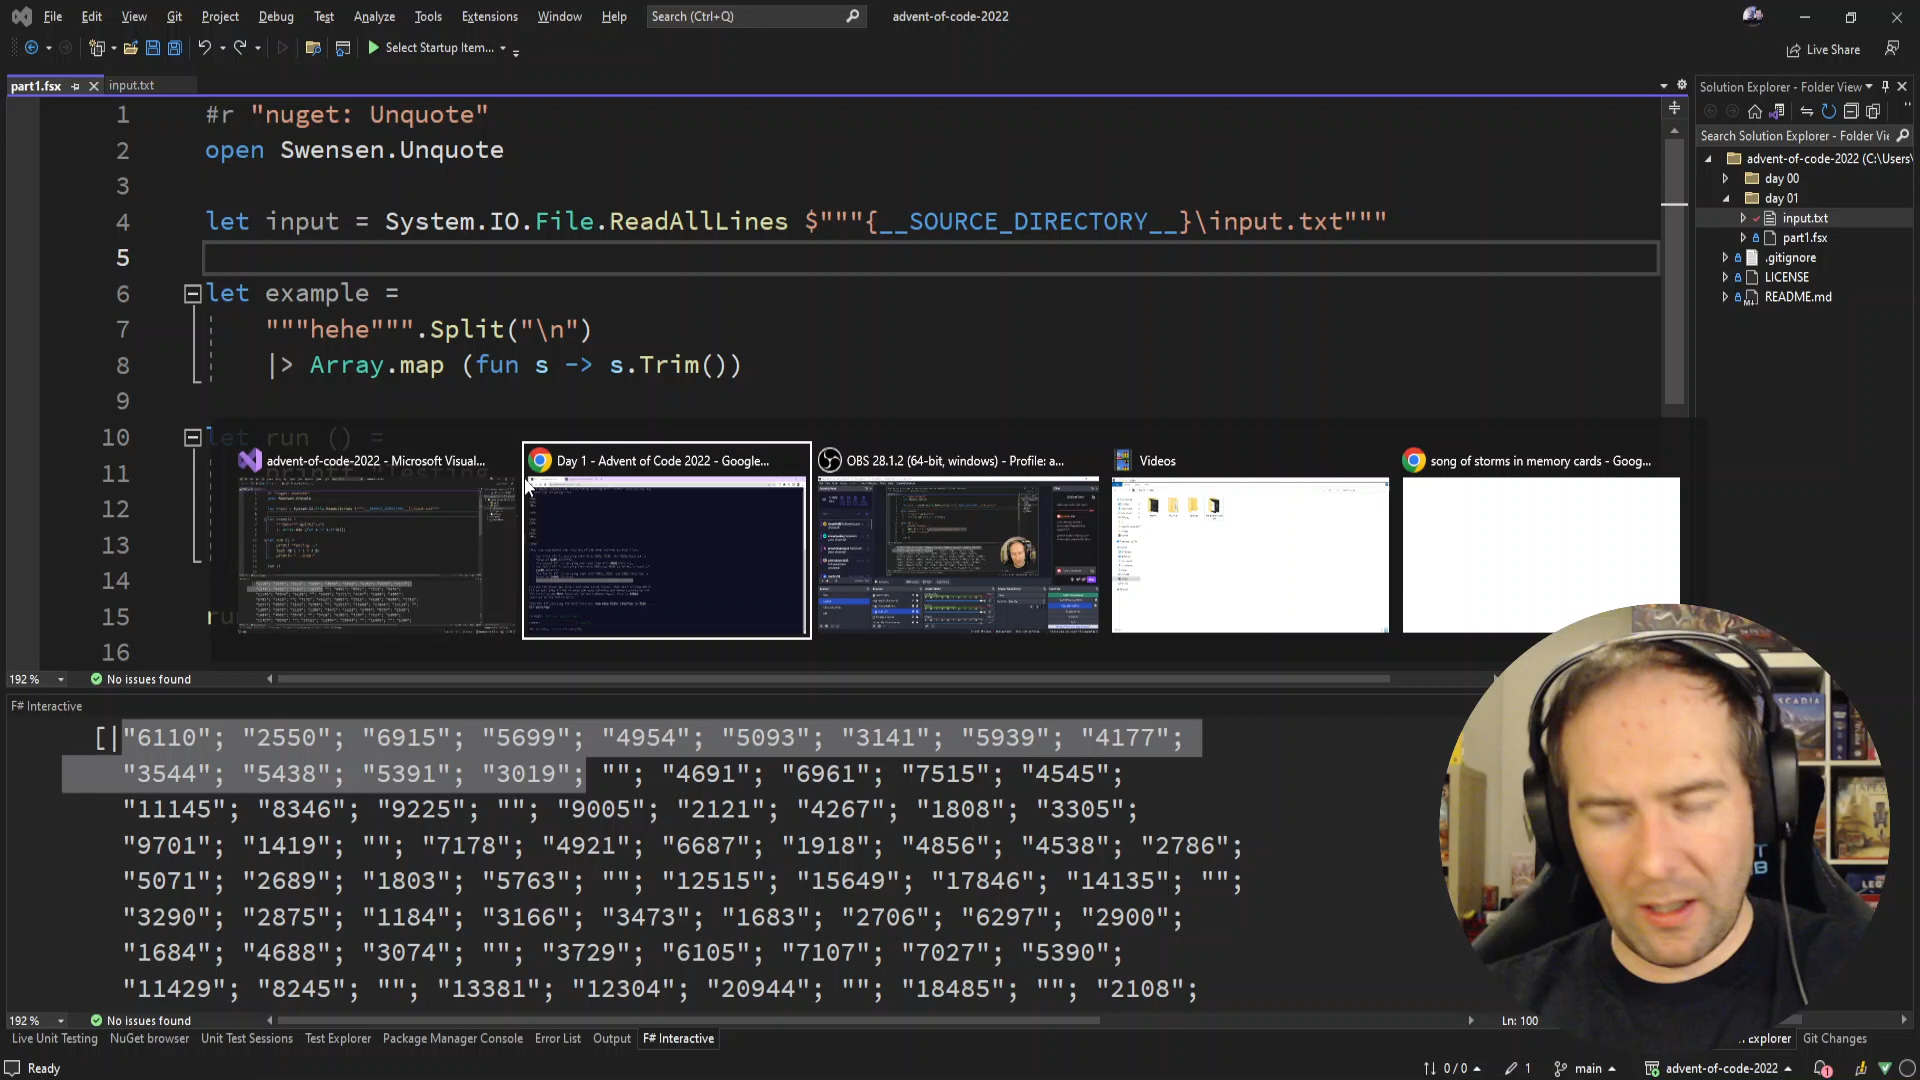 File Edit View Git Project Debug Test Analyze Tools Extensions Window Help Search (Ctrl+Q) advent-of-code-2022
Select Startup Item... Live Share
part1.fsx input.txt
1 #r "nuget: Unquote"
2 open Swensen.Unquote
3
4 let input = System.IO.File.ReadAllLines $"""{__SOURCE_DIRECTORY__}\input.txt"""
5
6 let example =
7 """hehe""".Split("\n")
8 |> Array.map (fun s -> s.Trim())
9
10 let run () =
11
12
13
14
15
16
advent-of-code-2022 - Microsoft Visual...
Day 1 - Advent of Code 2022 - Google...
OBS 28.1.2 (64-bit, windows) - Profile: a...
Videos
song of storms in memory cards - Goog...
192 % No issues found
Solution Explorer - Folder View
Search Solution Explorer - Folder Vie
advent-of-code-2022 (C:\Users\
day 00
day 01
input.txt
part1.fsx
.gitignore
LICENSE
README.md
F# Interactive
[|"6110"; "2550"; "6915"; "5699"; "4954"; "5093"; "3141"; "5939"; "4177";
"3544"; "5438"; "5391"; "3019"; ""; "4691"; "6961"; "7515"; "4545";
"11145"; "8346"; "9225"; ""; "9005"; "2121"; "4267"; "1808"; "3305";
"9701"; "1419"; ""; "7178"; "4921"; "6687"; "1918"; "4856"; "4538"; "2786";
"5071"; "2689"; "1803"; "5763"; ""; "12515"; "15649"; "17846"; "14135"; "";
"3290"; "2875"; "1184"; "3166"; "3473"; "1683"; "2706"; "6297"; "2900";
"1684"; "4688"; "3074"; ""; "3729"; "6105"; "7107"; "7027"; "5390";
"11429"; "8245"; ""; "13381"; "12304"; "20944"; ""; "18485"; ""; "2108";
192 % No issues found Ln: 100
Live Unit Testing NuGet browser Unit Test Sessions Test Explorer Package Manager Console Error List Output F# Interactive Explorer Git Changes
Ready 0 / 0 1 main advent-of-code-2022 1